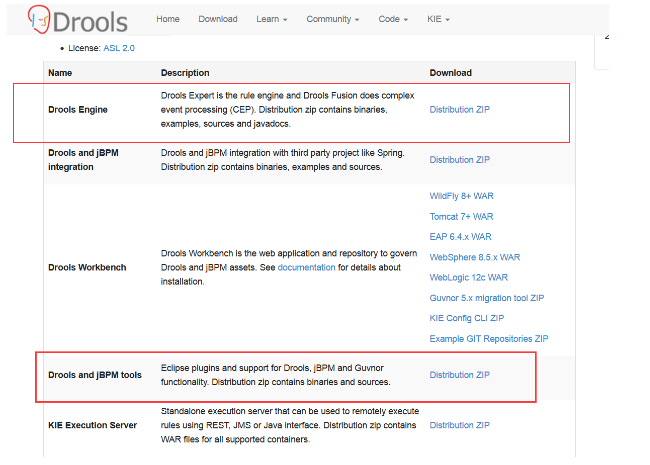 Drools
Home Download Learn Community Code KIE
License: ASL 2.0
Name Description Download
Drools Engine
Drools Expert is the rule engine and Drools Fusion does complex
event processing (CEP). Distribution zip contains binaries,
examples, sources and javadocs.
Distribution ZIP
Drools and jBPM
integration
Drools and jBPM integration with third party project like Spring.
Distribution zip contains binaries, examples and sources.
Distribution ZIP
Drools Workbench
Drools Workbench is the web application and repository to govern
Drools and jBPM assets. See documentation for details about
installation.
WildFly 8+ WAR
Tomcat 7+ WAR
EAP 6.4.x WAR
WebSphere 8.5.x WAR
WebLogic 12c WAR
Guvnor 5.x migration tool ZIP
KIE Config CLI ZIP
Example GIT Repositories ZIP
Drools and jBPM tools
Eclipse plugins and support for Drools, jBPM and Guvnor
functionality. Distribution zip contains binaries and sources.
Distribution ZIP
KIE Execution Server
Standalone execution server that can be used to remotely execute
rules using REST, JMS or Java interface. Distribution zip contains
WAR files for all supported containers.
Distribution ZIP